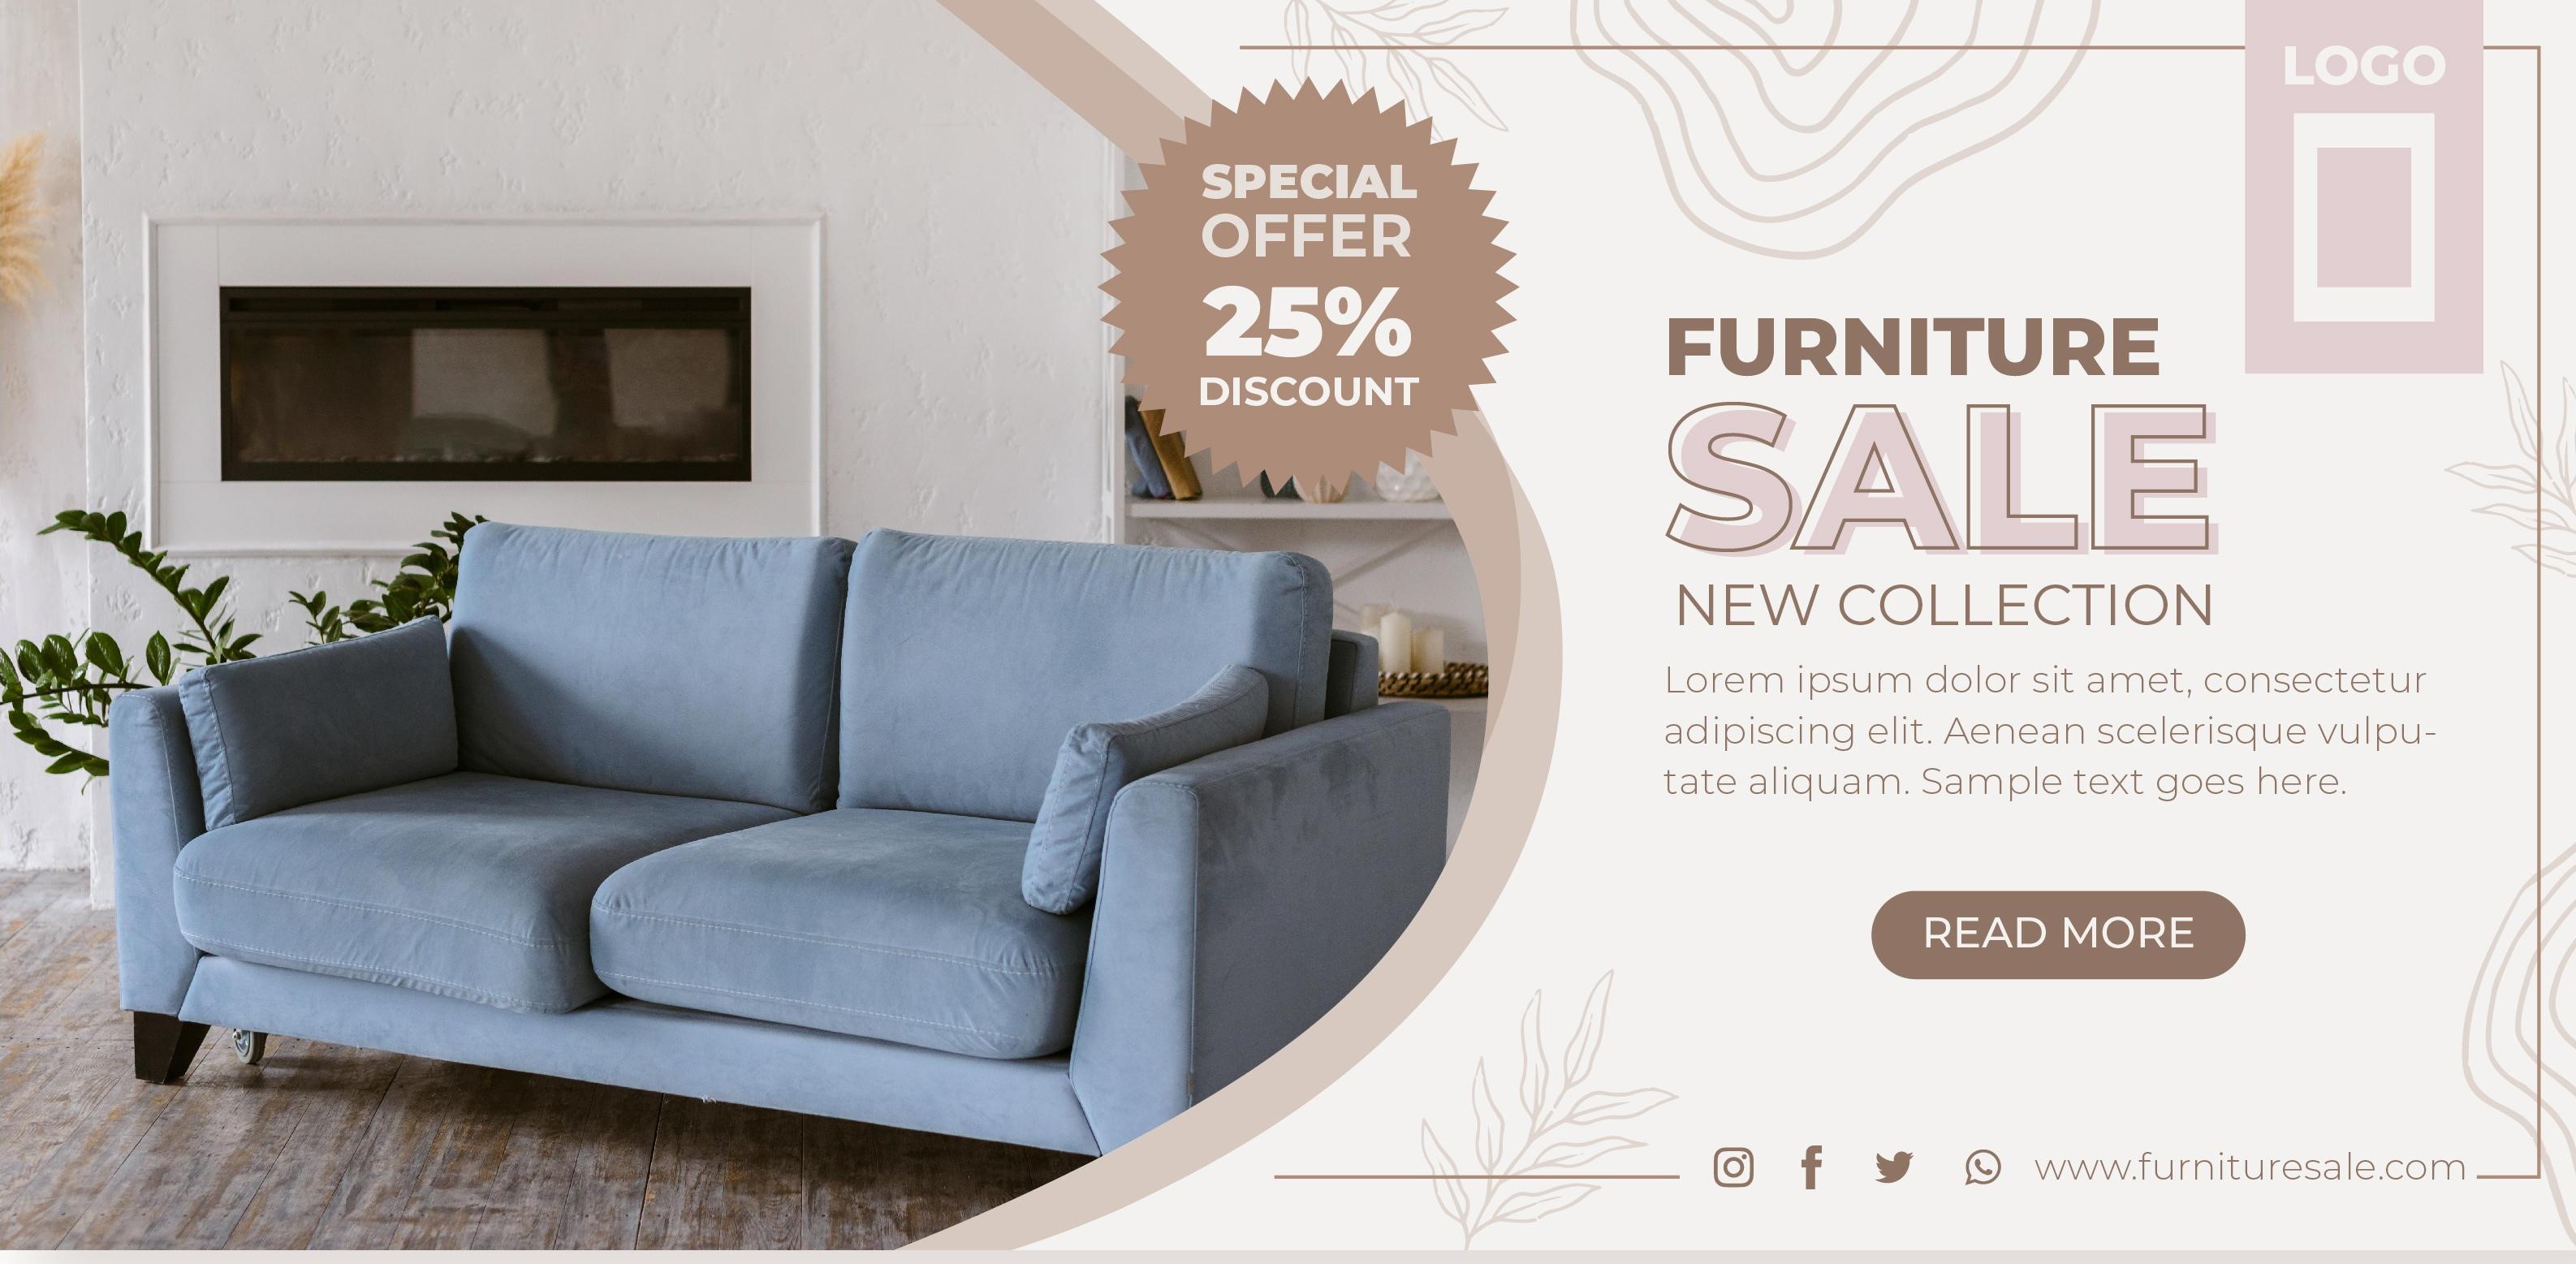 LOGO
SPECIAL
OFFER
25%
DISCOUNT
FURNITURE
SALE
NEW COLLECTION
Lorem ipsum dolor sit amet, consectetur
adipiscing elit. Aenean scelerisque vulpu-
tate aliquam. Sample text goes here.
READ MORE
www.furnituresale.com